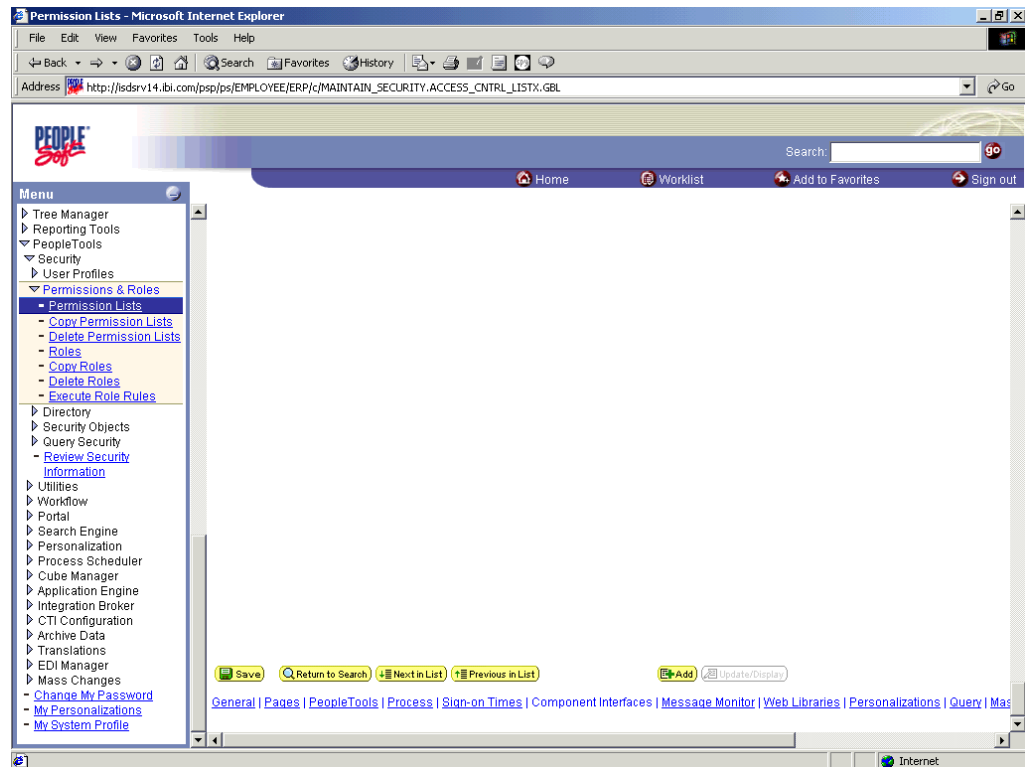 Permission Lists - Microsoft Internet Explorer
File Edit View Favorites Tools Help
Back Search Favorites History
Address http://isdsrv14.ibi.com/psp/ps/EMPLOYEE/ERP/c/MAINTAIN_SECURITY.ACCESS_CNTRL_LISTX.GBL Go
PEOPLE Soft
Search: go
Home Worklist Add to Favorites Sign out
Menu
Tree Manager
Reporting Tools
PeopleTools
Security
User Profiles
Permissions & Roles
Permission Lists
Copy Permission Lists
Delete Permission Lists
Roles
Copy Roles
Delete Roles
Execute Role Rules
Directory
Security Objects
Query Security
Review Security
Information
Utilities
Workflow
Portal
Search Engine
Personalization
Process Scheduler
Cube Manager
Application Engine
Integration Broker
CTI Configuration
Archive Data
Translations
EDI Manager
Mass Changes
Change My Password
My Personalizations
My System Profile
Save Return to Search Next in List Previous in List Add Update/Display
General | Pages | PeopleTools | Process | Sign-on Times | Component Interfaces | Message Monitor | Web Libraries | Personalizations | Query | Mas
Internet